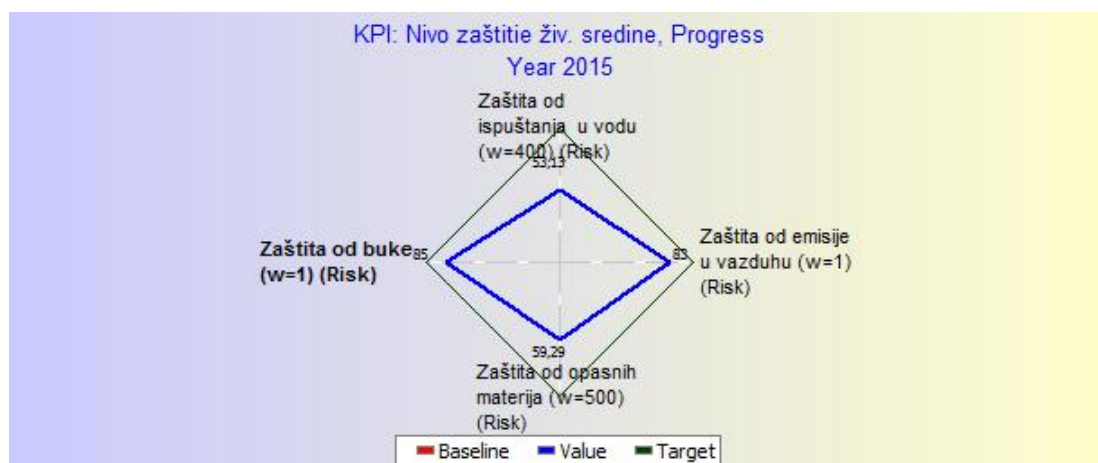 KPI: Nivo zaštitie živ. sredine, Progress
Year 2015
Zaštita od
ispuštanja u vodu
(w=400) (Risk)
53,13
Zaštita od buke
(w=1) (Risk)
85
83
Zaštita od emisije
u vazduhu (w=1)
(Risk)
59,29
Zaštita od opasnih
materija (w=500)
(Risk)
Baseline Value Target